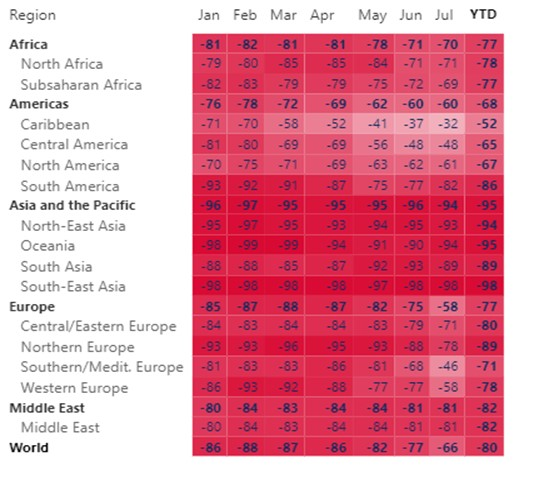 Region Jan Feb Mar Apr May Jun Jul YTD
Africa -81 -82 -81 -81 -78 -71 -70 -77
North Africa -79 -80 -85 -85 -84 -71 -71 -78
Subsaharan Africa -82 -83 -79 -79 -75 -72 -69 -77
Americas -76 -78 -72 -69 -62 -60 -60 -68
Caribbean -71 -70 -58 -52 -41 -37 -32 -52
Central America -81 -80 -69 -69 -56 -48 -48 -65
North America -70 -75 -71 -69 -63 -62 -61 -67
South America -93 -92 -91 -87 -75 -77 -82 -86
Asia and the Pacific -96 -97 -95 -95 -95 -96 -94 -95
North-East Asia -95 -97 -95 -93 -94 -95 -93 -94
Oceania -98 -99 -99 -94 -91 -90 -94 -95
South Asia -88 -88 -85 -87 -92 -93 -89 -89
South-East Asia -98 -98 -98 -98 -97 -98 -98 -98
Europe -85 -87 -88 -87 -82 -75 -58 -77
Central/Eastern Europe -84 -83 -84 -84 -83 -79 -71 -80
Northern Europe -93 -93 -96 -95 -93 -88 -78 -89
Southern/Medit. Europe -81 -83 -83 -86 -81 -68 -46 -71
Western Europe -86 -93 -92 -88 -77 -77 -58 -78
Middle East -80 -84 -83 -84 -84 -81 -81 -82
Middle East -80 -84 -83 -84 -84 -81 -81 -82
World -86 -88 -87 -86 -82 -77 -66 -80